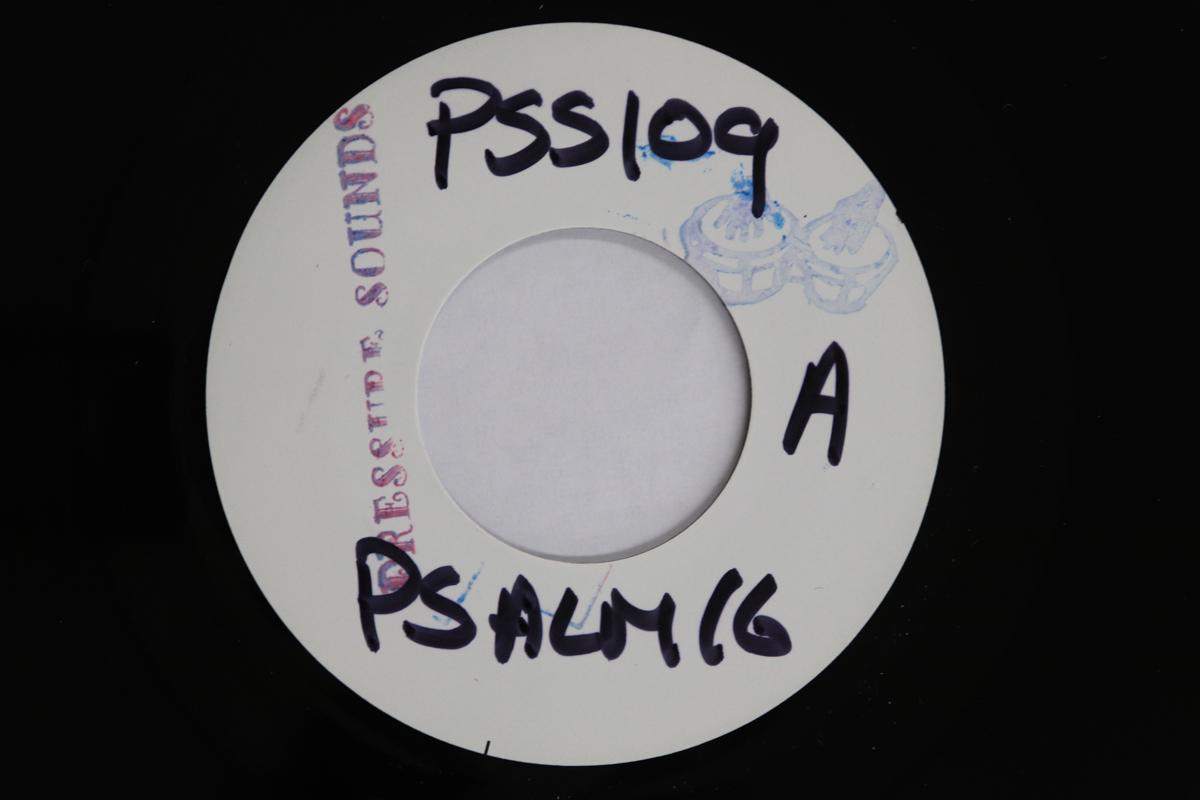 PSS109
PRESSURE SOUNDS
A
PSALM 16